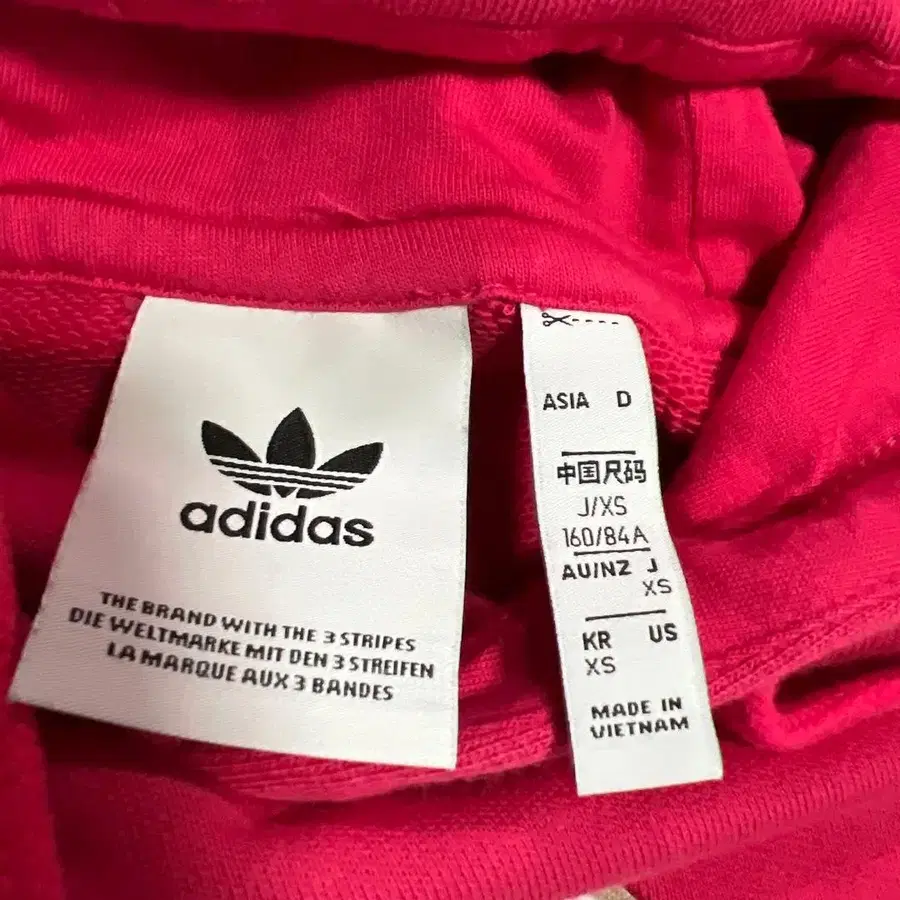 adidas
THE BRAND WITH THE 3 STRIPES
DIE WELTMARKE MIT DEN 3 STREIFEN
LA MARQUE AUX 3 BANDES
ASIA D
中国尺码
J/XS
160/84A
AU/NZ J
XS
KR US
XS
MADE IN
VIETNAM